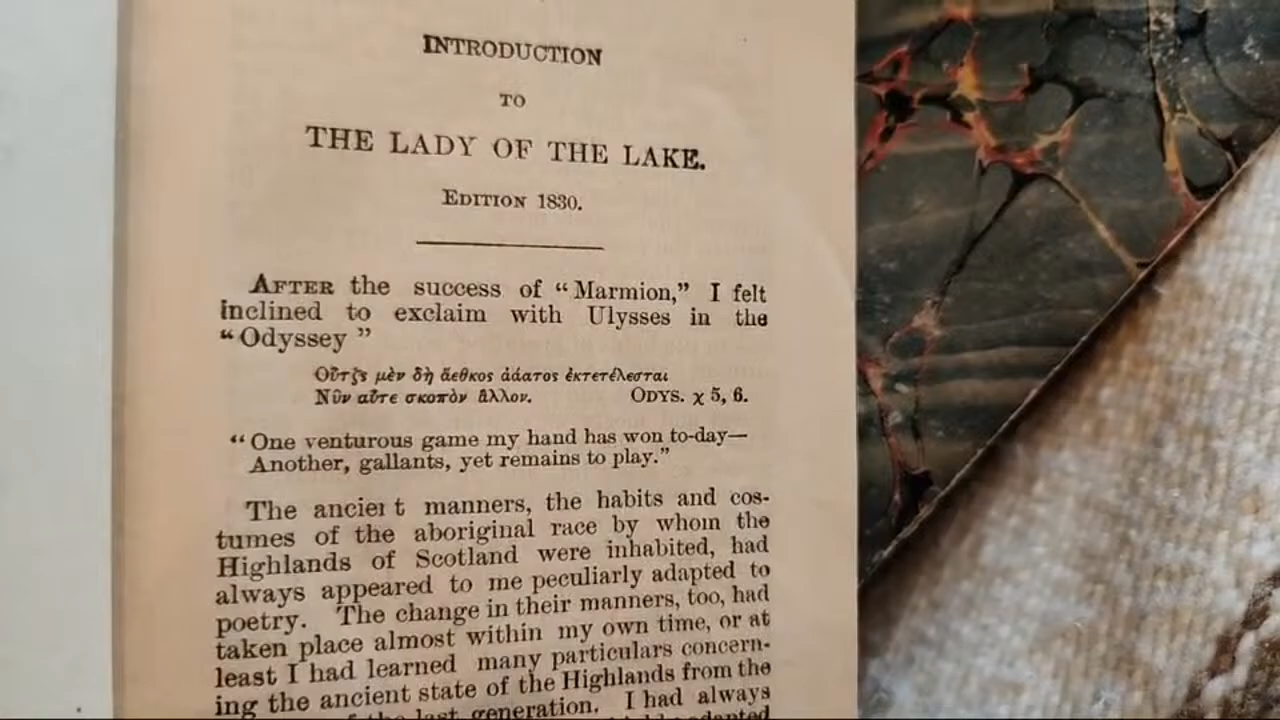 INTRODUCTION
TO
THE LADY OF THE LAKE.
EDITION 1830.
AFTER the success of “Marmion,” I felt
inclined to exclaim with Ulysses in the
“Odyssey”
Οὗτος μὲν δὴ ἄεθκος ἀάατος ἐκτετέλεσται
Νῦν αὖτε σκοπὸν ἄλλον. ODYS. χ 5, 6.
“One venturous game my hand has won to-day—
Another, gallants, yet remains to play.”
The ancie t manners, the habits and cos-
tumes of the aboriginal race by whom the
Highlands of Scotland were inhabited, had
always appeared to me peculiarly adapted to
poetry. The change in their manners, too, had
taken place almost within my own time, or at
least I had learned many particulars concern-
ing the ancient state of the Highlands from the
last generation. I had always
adapted